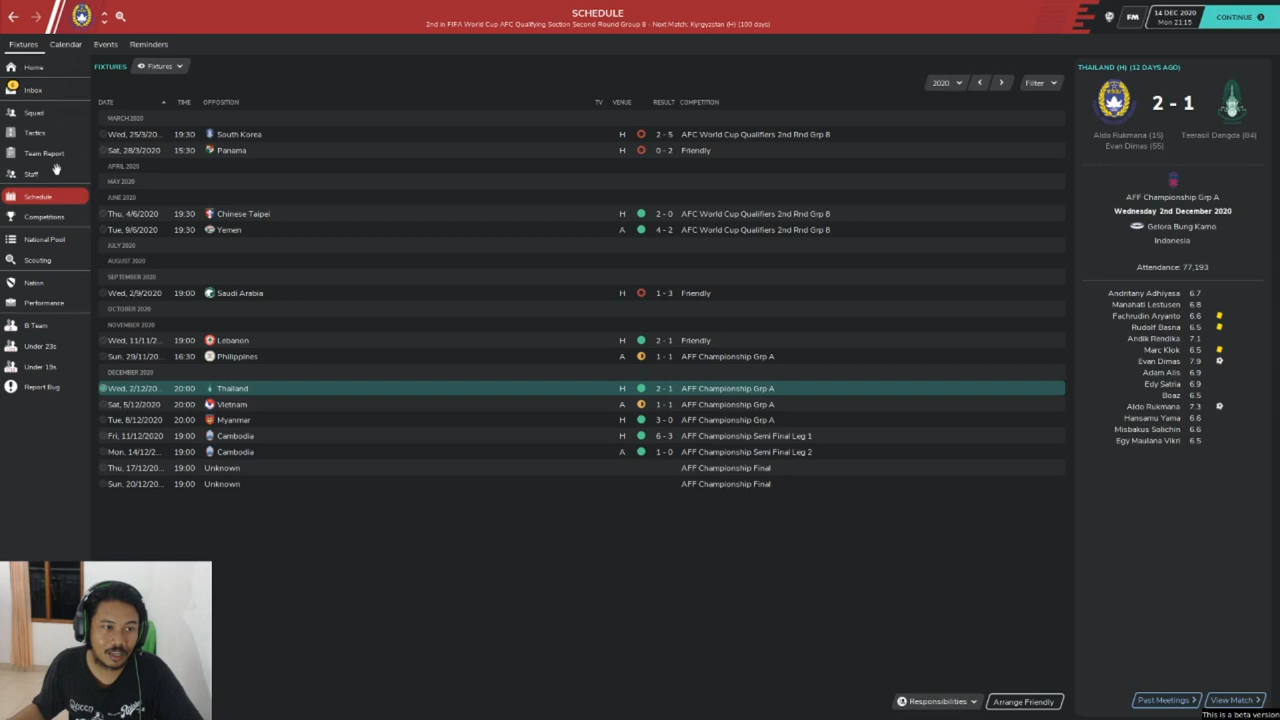 SCHEDULE
2nd in FIFA World Cup AFC Qualifying Section Second Round Group B - Next Match: Kyrgyzstan (H) (100 days)
FM
14 DEC 2020
Mon 21:15
CONTINUE
Fixtures Calendar Events Reminders
Home
Inbox
Squad
Tactics
Team Report
Staff
Schedule
Competitions
National Pool
Scouting
Nation
Performance
B Team
Under 23s
Under 19s
Report Bug
FIXTURES Fixtures
2020 Filter
DATE TIME OPPOSITION TV VENUE RESULT COMPETITION
MARCH 2020
Wed, 25/3/20... 19:30 South Korea H 2 - 5 AFC World Cup Qualifiers 2nd Rnd Grp B
Sat, 28/3/2020 15:30 Panama H 0 - 2 Friendly
APRIL 2020
MAY 2020
JUNE 2020
Thu, 4/6/2020 19:30 Chinese Taipei H 2 - 0 AFC World Cup Qualifiers 2nd Rnd Grp B
Tue, 9/6/2020 19:30 Yemen A 4 - 2 AFC World Cup Qualifiers 2nd Rnd Grp B
JULY 2020
AUGUST 2020
SEPTEMBER 2020
Wed, 2/9/2020 19:00 Saudi Arabia H 1 - 3 Friendly
OCTOBER 2020
NOVEMBER 2020
Wed, 11/11/2... 19:00 Lebanon H 2 - 1 Friendly
Sun, 29/11/20... 16:30 Philippines A 1 - 1 AFF Championship Grp A
DECEMBER 2020
Wed, 2/12/20... 20:00 Thailand H 2 - 1 AFF Championship Grp A
Sat, 5/12/20... 20:00 Vietnam A 1 - 1 AFF Championship Grp A
Tue, 8/12/20... 20:00 Myanmar H 3 - 0 AFF Championship Grp A
Fri, 11/12/20... 19:00 Cambodia H 6 - 3 AFF Championship Semi Final Leg 1
Mon, 14/12/2... 19:00 Cambodia A 1 - 0 AFF Championship Semi Final Leg 2
Thu, 17/12/20... 19:00 Unknown AFF Championship Final
Sun, 20/12/20... 19:00 Unknown AFF Championship Final
THAILAND (H) (12 DAYS AGO)
2 - 1
Aldo Rukmana (15) Teerasil Dangda (84)
Evan Dimas (55)
AFF Championship Grp A
Wednesday 2nd December 2020
Gelora Bung Karno
Indonesia
Attendance: 77,193
Andritany Adhiyasa 6.7
Manahati Lestusen 6.8
Fachrudin Aryanto 6.6
Rudolf Basna 6.5
Andik Rendika 7.1
Marc Klok 6.5
Evan Dimas 7.9
Adam Alis 6.9
Edy Satria 6.9
Boaz 6.5
Aldo Rukmana 7.3
Hansamu Yama 6.6
Misbakus Solichin 6.6
Egy Maulana Vikri 6.5
Responsibilities Arrange Friendly
Past Meetings View Match
This is a beta version
Queen